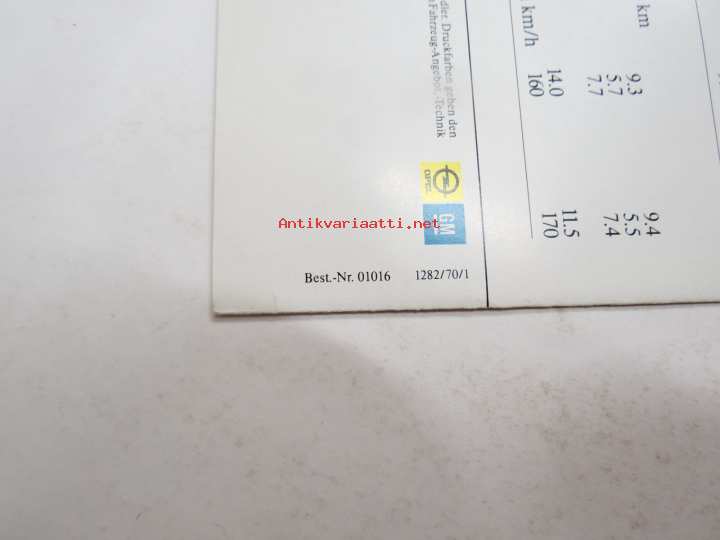 dler. Druckfarben geben den
Fahrzeug-Angebot, -Technik
OPEL
GM
km/h
14.0
160
km
9.3
5.7
7.7
11.5
170
9.4
5.5
7.4
Antikvariaatti.net
Best.-Nr. 01016 1282/70/1